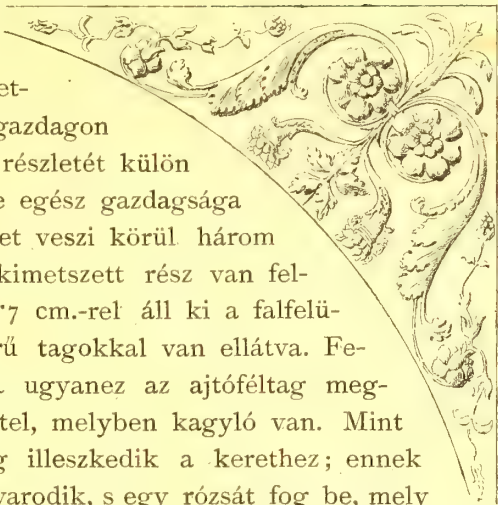 et-
gazdagon
részletét külön
e egész gazdagsága
et veszi körül három
kimetszett rész van fel-
·7 cm.-rel áll ki a falfelü-
rű tagokkal van ellátva. Fe-
ugyanez az ajtóféltag meg-
tel, melyben kagyló van. Mint
g illeszkedik a kerethez; ennek
varodik, s egy rózsát fog be, mely